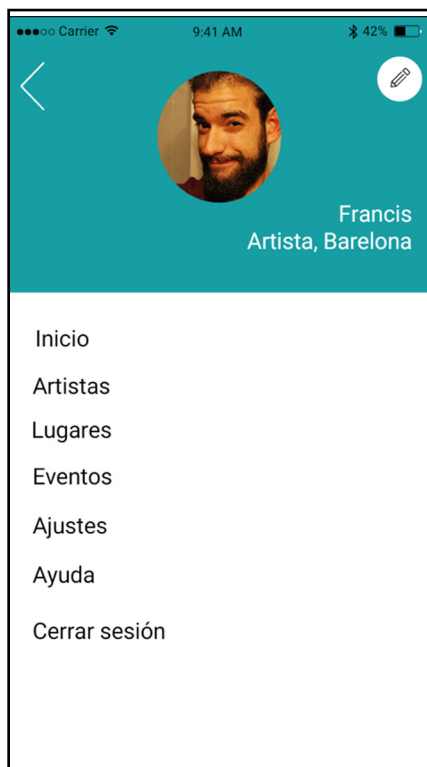 Carrier 9:41 AM 42%
Francis
Artista, Barelona
Inicio
Artistas
Lugares
Eventos
Ajustes
Ayuda
Cerrar sesión